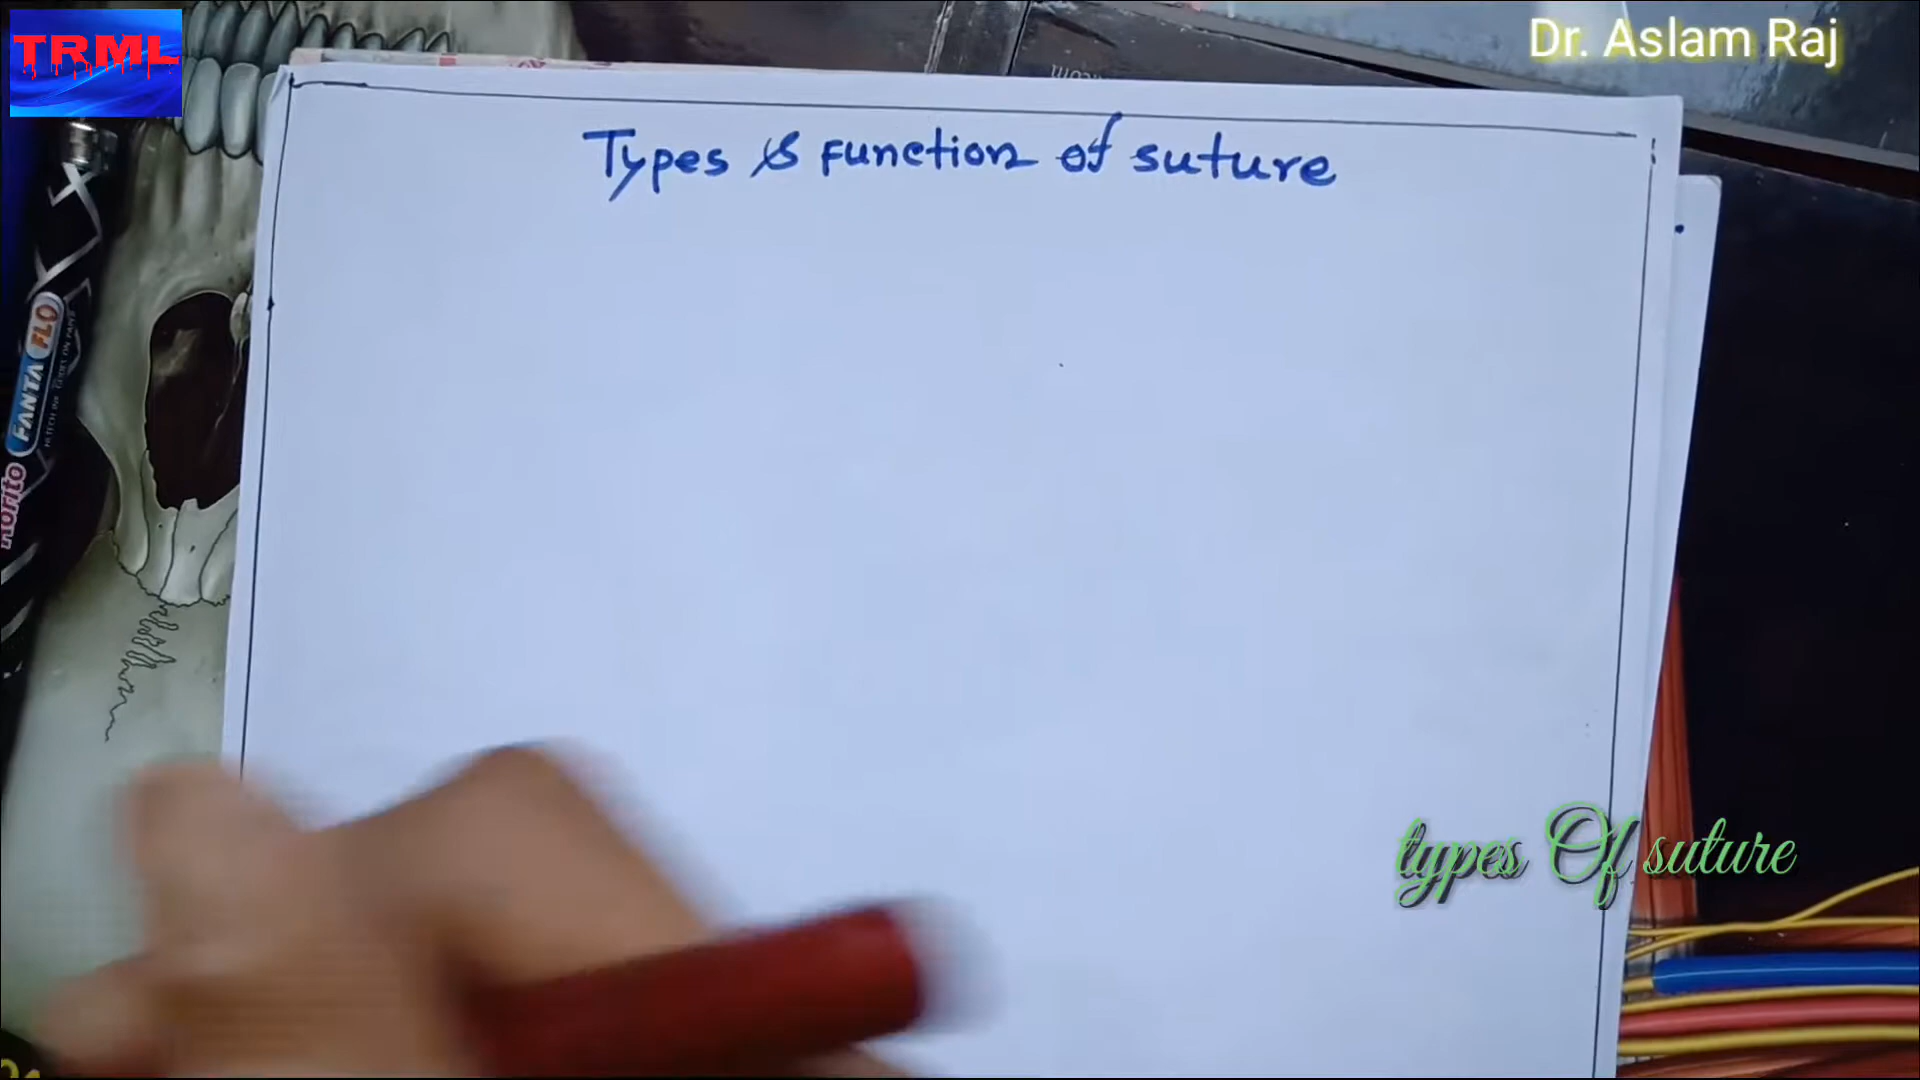 TRML
Dr. Aslam Raj
Types & function of suture
FANTA FLO
types Of suture